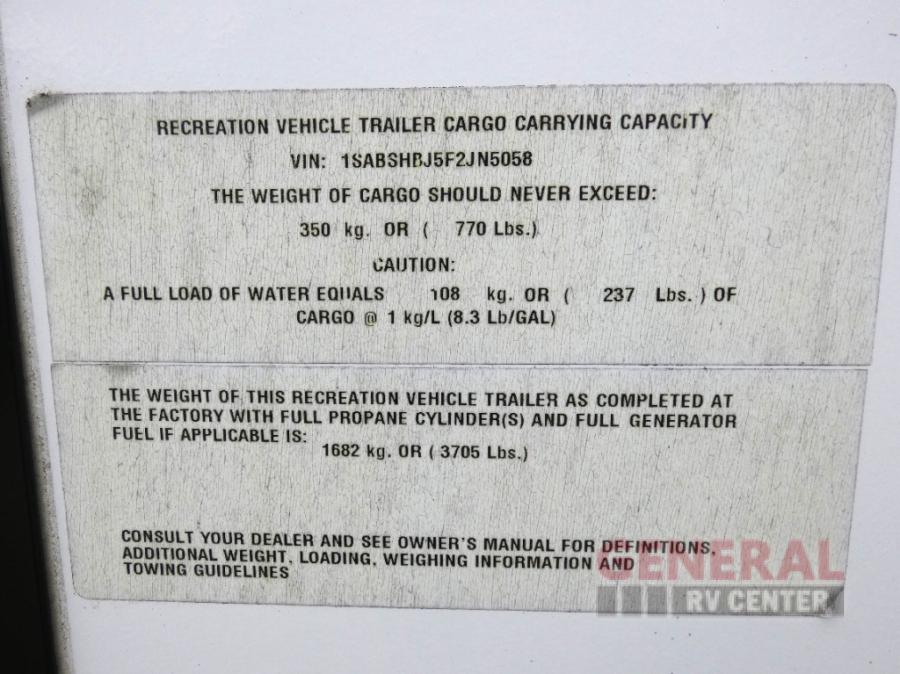 RECREATION VEHICLE TRAILER CARGO CARRYING CAPACITY
VIN: 1SABSHBJ5F2JN5058
THE WEIGHT OF CARGO SHOULD NEVER EXCEED:
350 kg. OR ( 770 Lbs.)
CAUTION:
A FULL LOAD OF WATER EQUALS 108 kg. OR ( 237 Lbs. ) OF
CARGO @ 1 kg/L (8.3 Lb/GAL)
THE WEIGHT OF THIS RECREATION VEHICLE TRAILER AS COMPLETED AT
THE FACTORY WITH FULL PROPANE CYLINDER(S) AND FULL GENERATOR
FUEL IF APPLICABLE IS:
1682 kg. OR ( 3705 Lbs.)
CONSULT YOUR DEALER AND SEE OWNER'S MANUAL FOR DEFINITIONS,
ADDITIONAL WEIGHT, LOADING, WEIGHING INFORMATION AND
TOWING GUIDELINES
GENERAL
RV CENTER